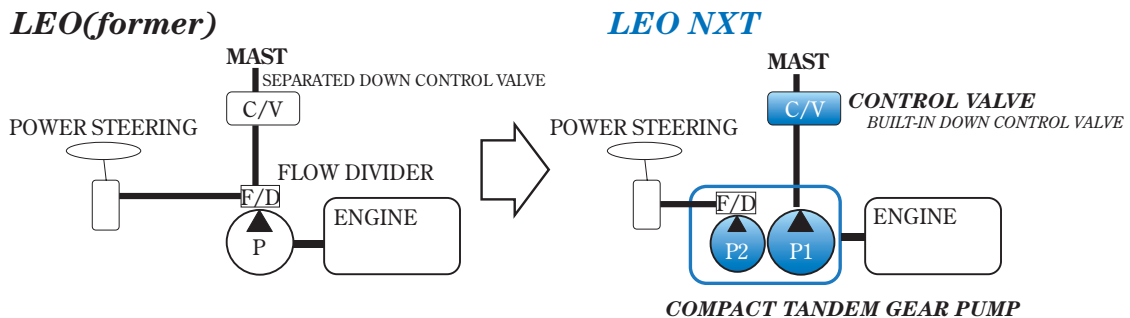 LEO(former)
MAST
SEPARATED DOWN CONTROL VALVE
C/V
POWER STEERING
FLOW DIVIDER
F/D
P
ENGINE
LEO NXT
MAST
C/V
CONTROL VALVE
BUILT-IN DOWN CONTROL VALVE
POWER STEERING
F/D
P2
P1
ENGINE
COMPACT TANDEM GEAR PUMP